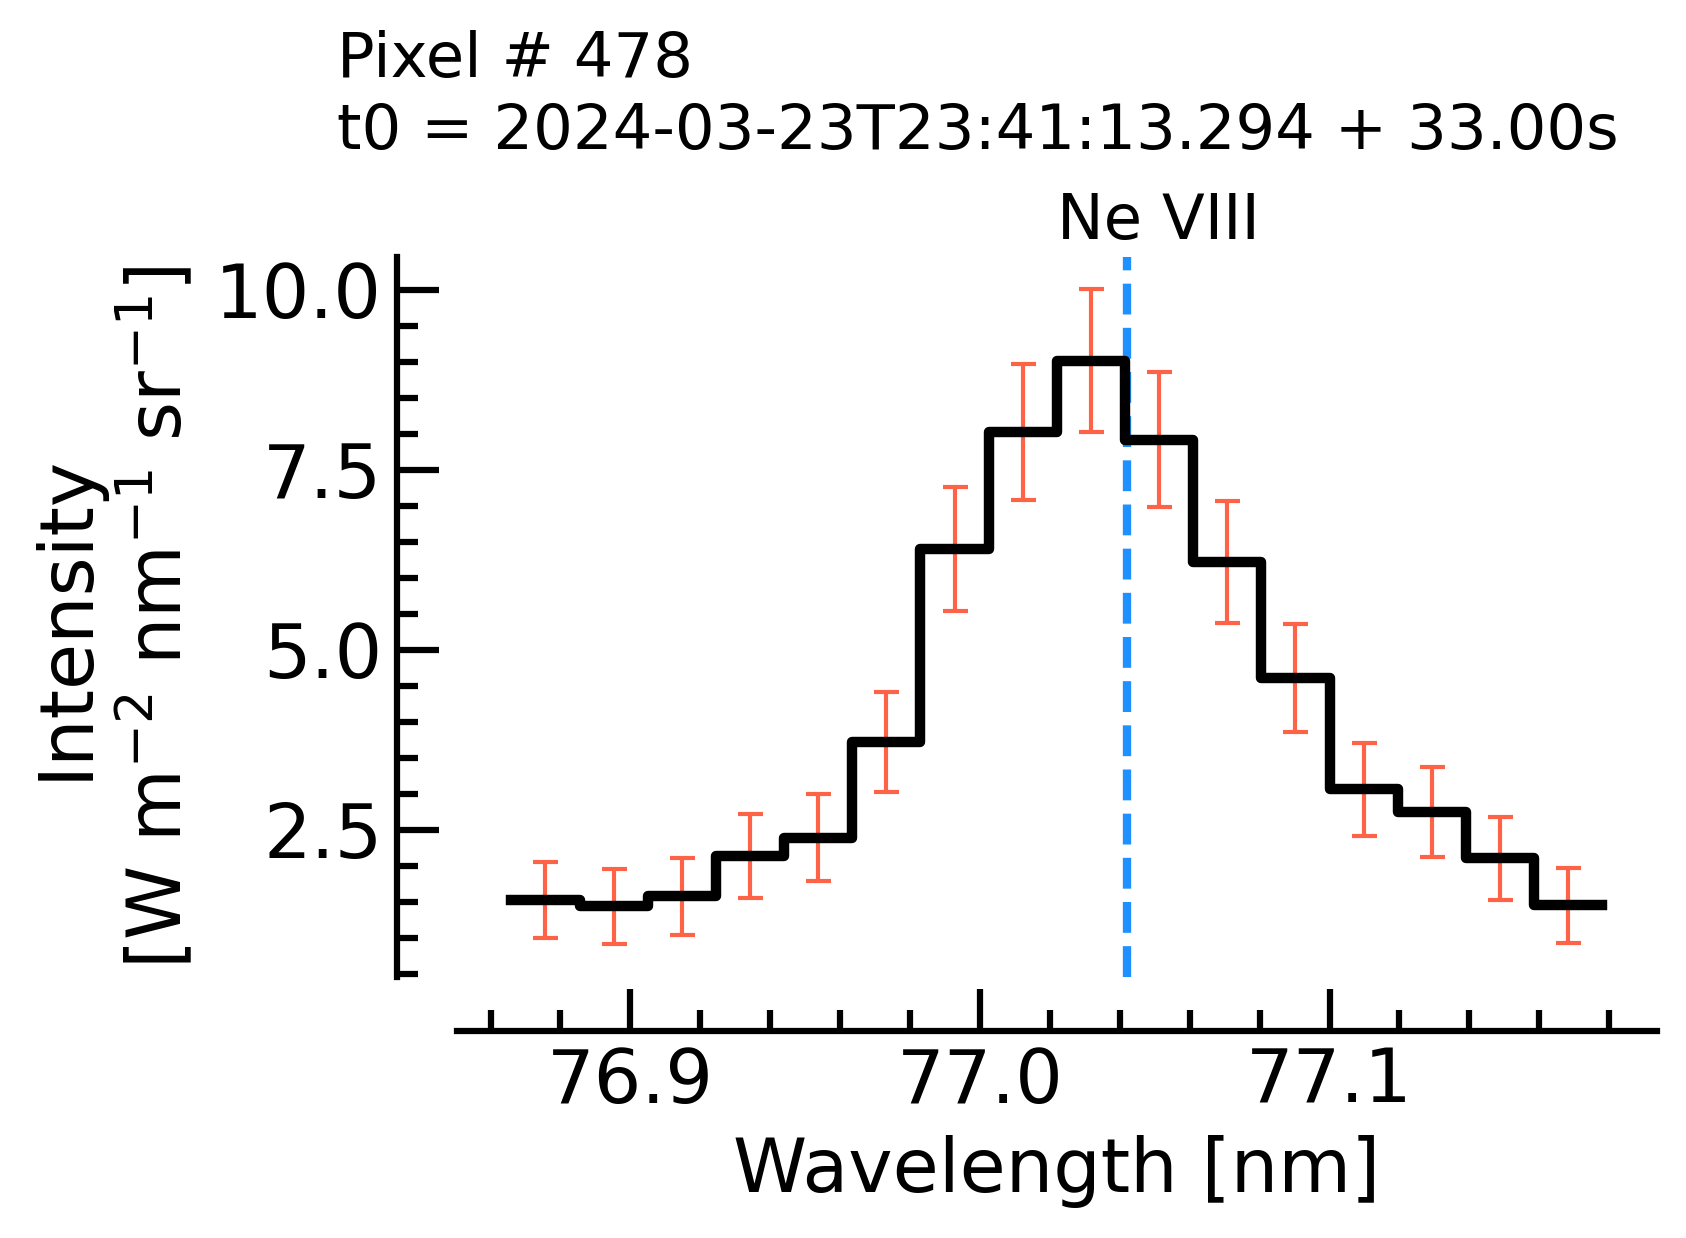 Pixel # 478
t0 = 2024-03-23T23:41:13.294 + 33.00s
Ne VIII
Intensity
[W m⁻² nm⁻¹ sr⁻¹]
10.0
7.5
5.0
2.5
76.9 77.0 77.1
Wavelength [nm]